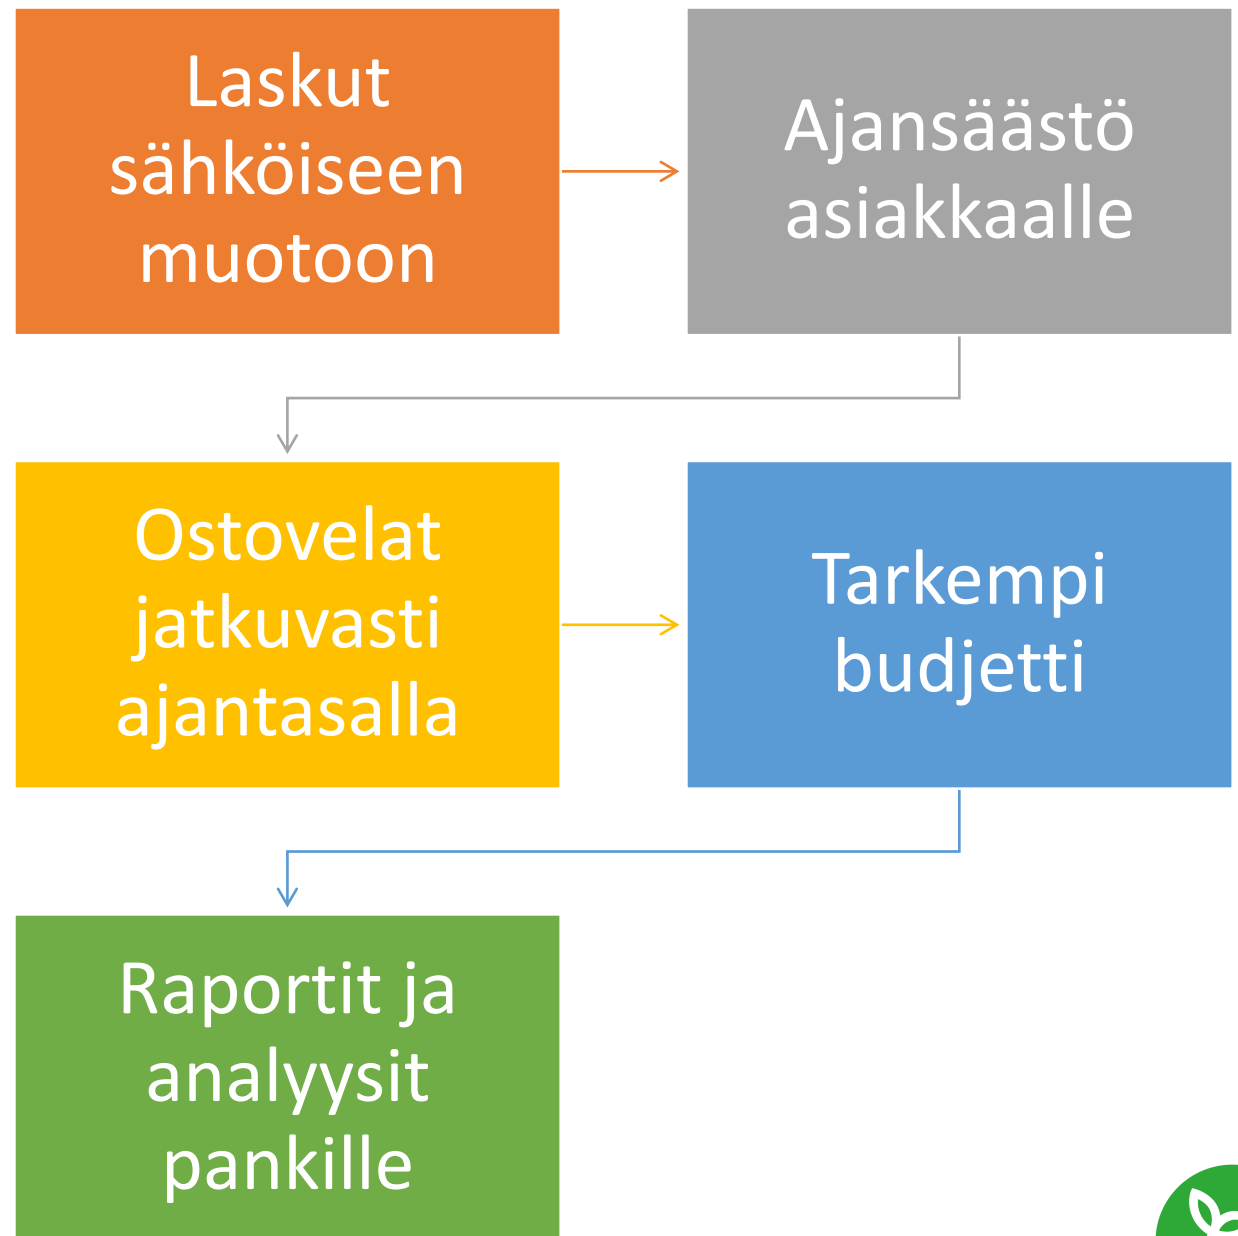 Laskut
sähköiseen
muotoon
Ajansäästö
asiakkaalle
Ostovelat
jatkuvasti
ajantasalla
Tarkempi
budjetti
Raportit ja
analyysit
pankille